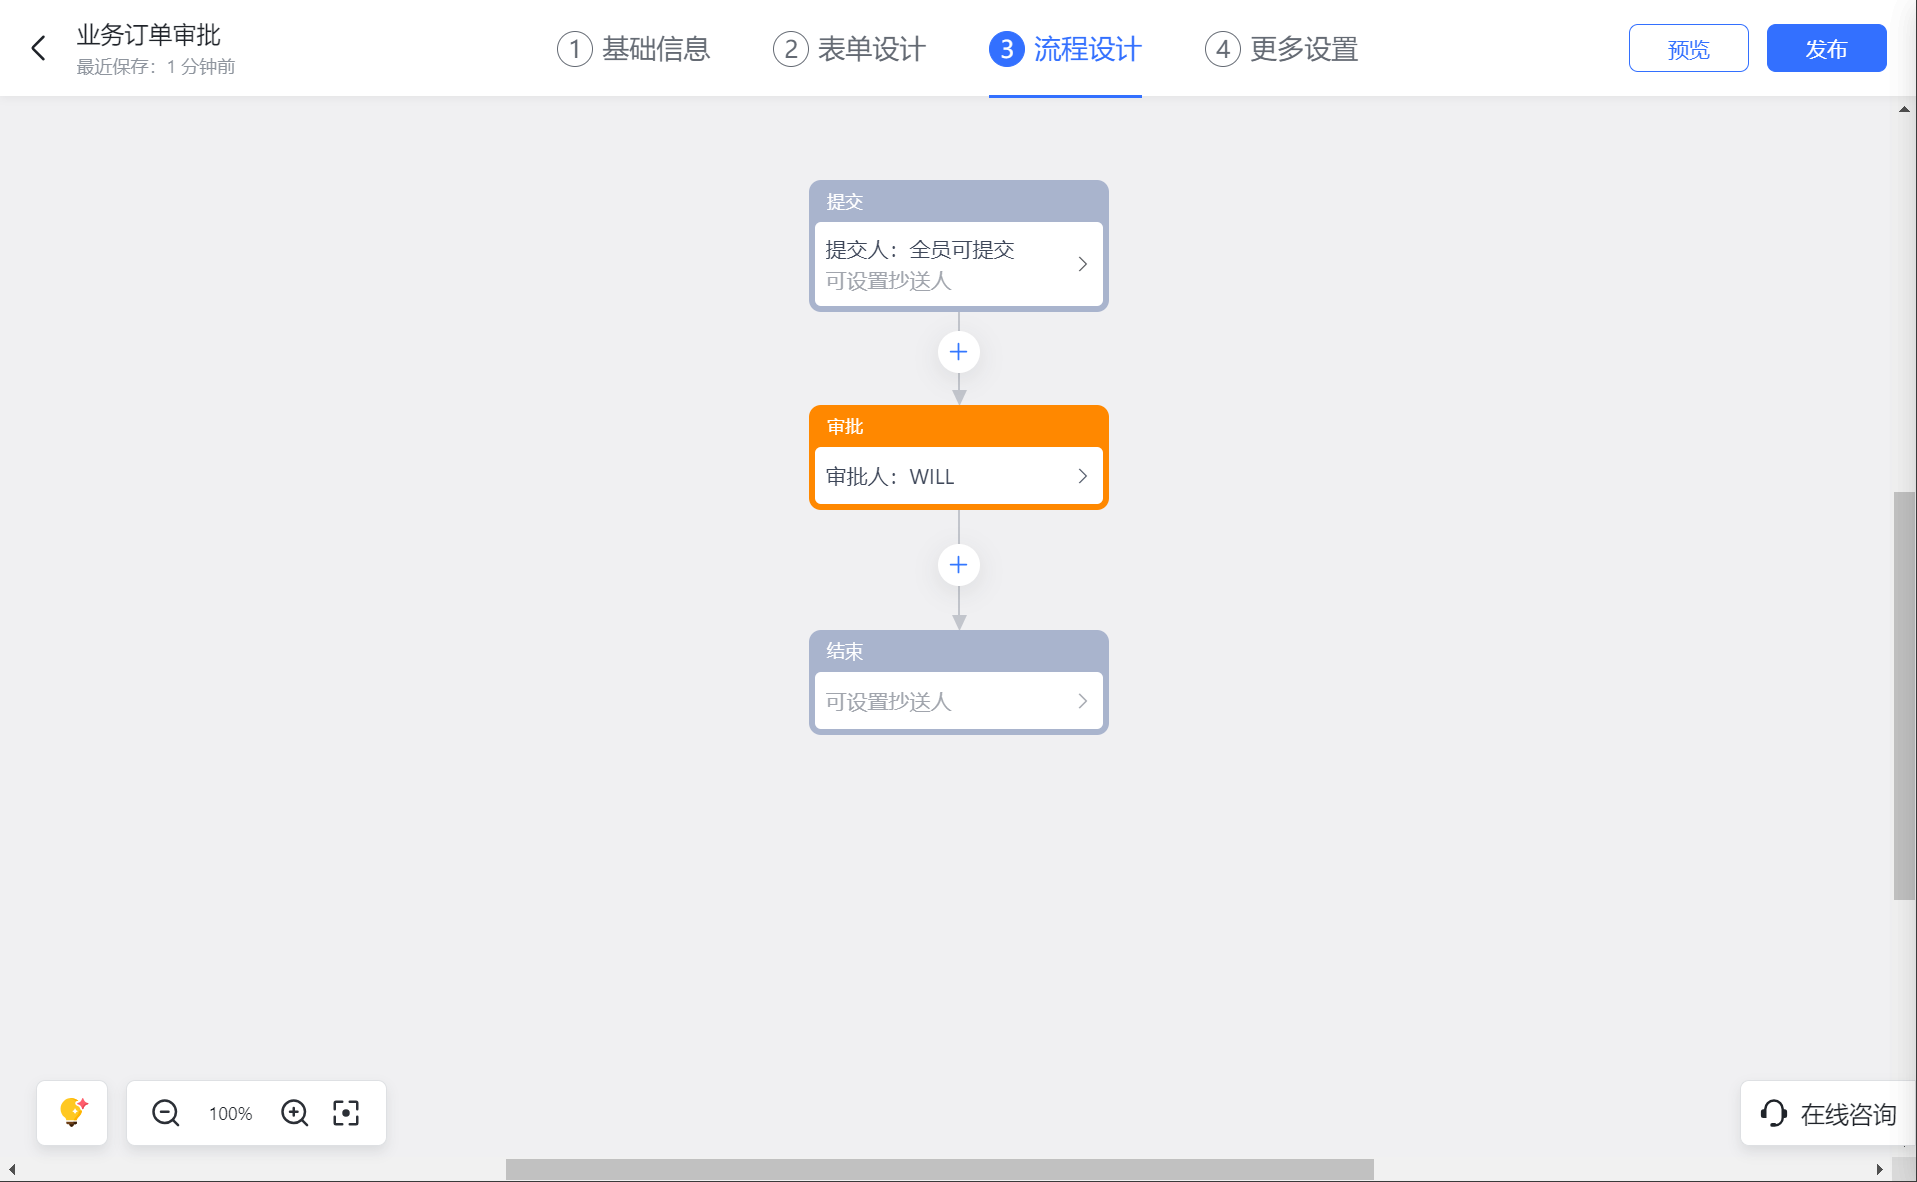 业务订单审批
最近保存：1 分钟前
1 基础信息
2 表单设计
3 流程设计
4 更多设置
预览
发布
提交
提交人：全员可提交
可设置抄送人
审批
审批人：WILL
结束
可设置抄送人
100%
在线咨询